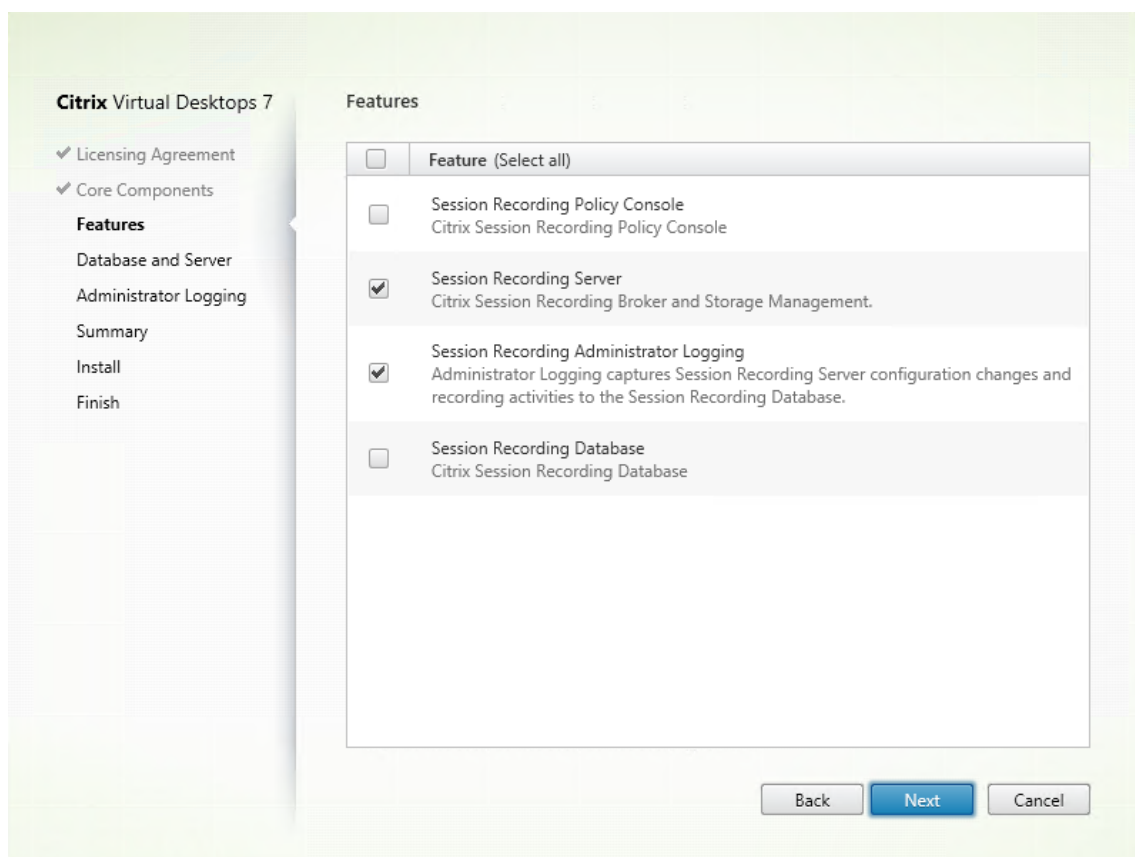 Citrix Virtual Desktops 7
Licensing Agreement
Core Components
Features
Database and Server
Administrator Logging
Summary
Install
Finish
Features
Feature (Select all)
Session Recording Policy Console
Citrix Session Recording Policy Console
Session Recording Server
Citrix Session Recording Broker and Storage Management.
Session Recording Administrator Logging
Administrator Logging captures Session Recording Server configuration changes and
recording activities to the Session Recording Database.
Session Recording Database
Citrix Session Recording Database
Back
Next
Cancel